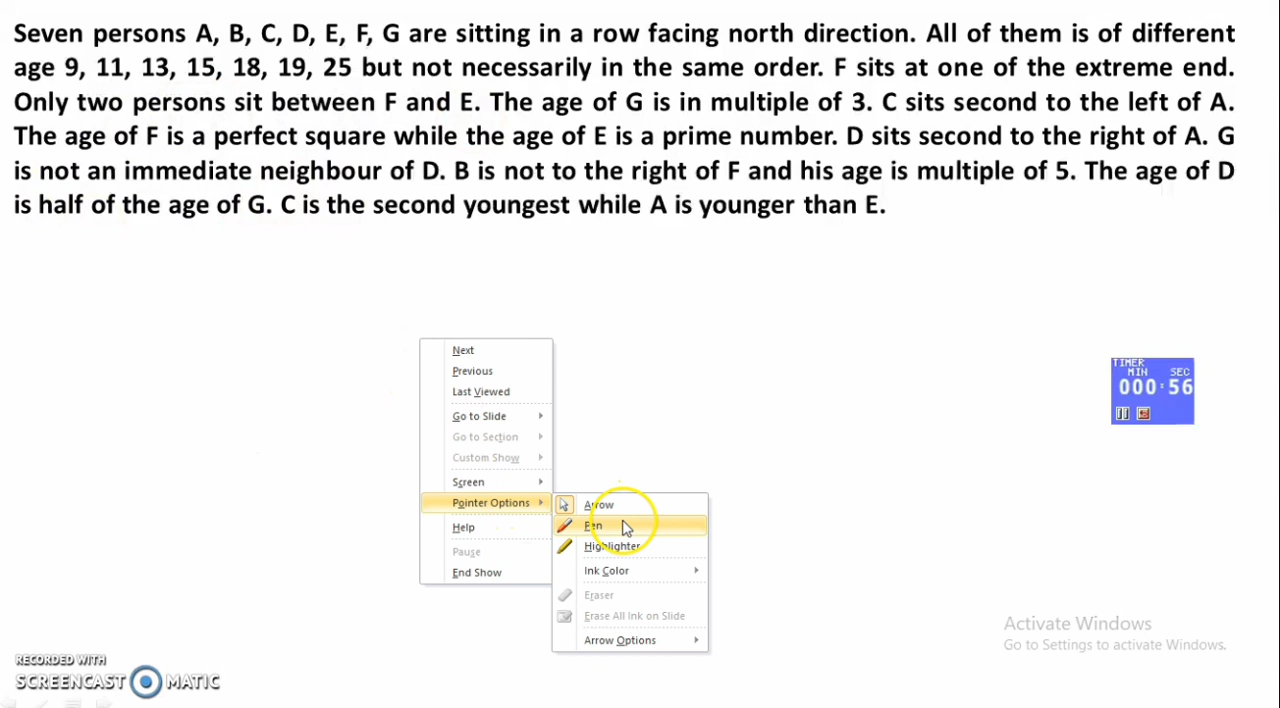 Seven persons A, B, C, D, E, F, G are sitting in a row facing north direction. All of them is of different
age 9, 11, 13, 15, 18, 19, 25 but not necessarily in the same order. F sits at one of the extreme end.
Only two persons sit between F and E. The age of G is in multiple of 3. C sits second to the left of A.
The age of F is a perfect square while the age of E is a prime number. D sits second to the right of A. G
is not an immediate neighbour of D. B is not to the right of F and his age is multiple of 5. The age of D
is half of the age of G. C is the second youngest while A is younger than E.
Next
Previous
Last Viewed
Go to Slide
Go to Section
Custom Show
Screen
Pointer Options
Help
Pause
End Show
Arrow
Pen
Highlighter
Ink Color
Eraser
Erase All Ink on Slide
Arrow Options
TIMER
MIN SEC
000:56
Activate Windows
Go to Settings to activate Windows.
RECORDED WITH
SCREENCAST MATIC